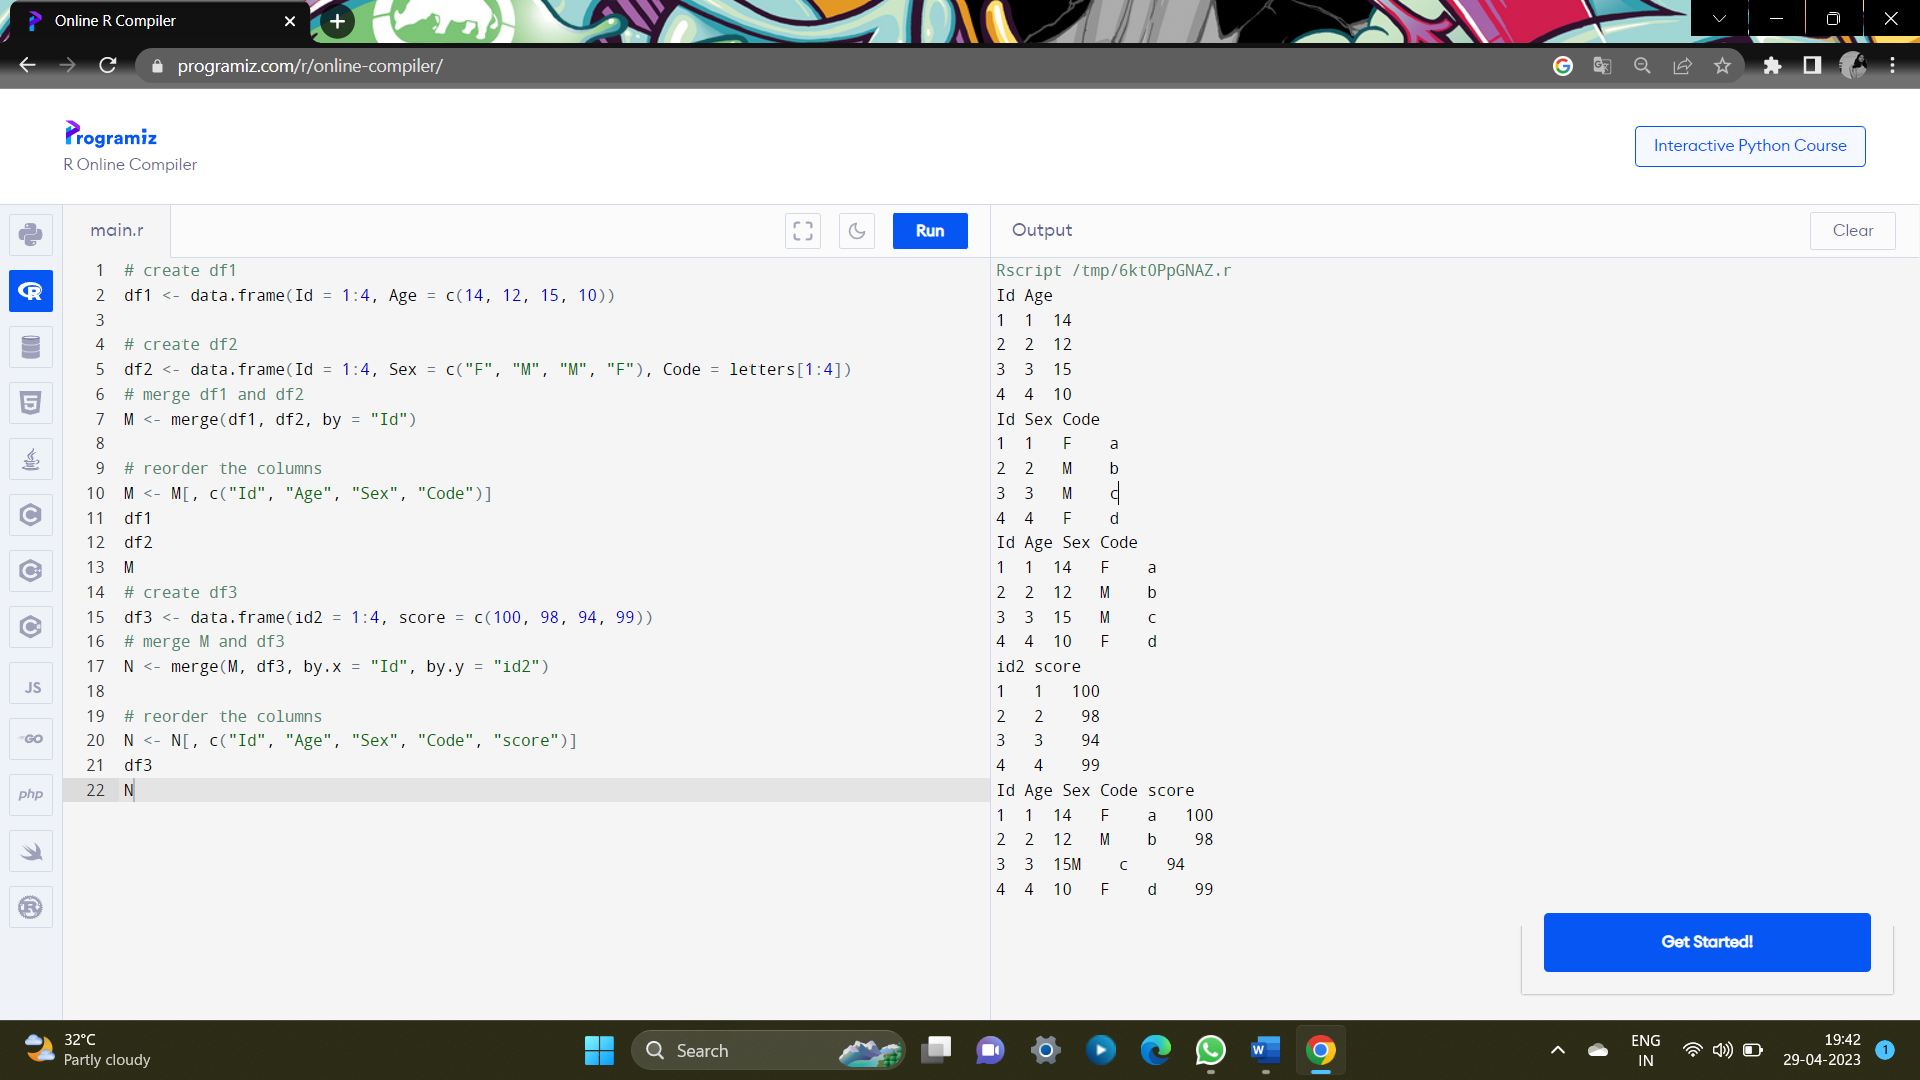 Online R Compiler
programiz.com/r/online-compiler/
Programiz
R Online Compiler
Interactive Python Course
main.r
Run
Output
Clear
1 # create df1
2 df1 <- data.frame(Id = 1:4, Age = c(14, 12, 15, 10))
3
4 # create df2
5 df2 <- data.frame(Id = 1:4, Sex = c("F", "M", "M", "F"), Code = letters[1:4])
6 # merge df1 and df2
7 M <- merge(df1, df2, by = "Id")
8
9 # reorder the columns
10 M <- M[, c("Id", "Age", "Sex", "Code")]
11 df1
12 df2
13 M
14 # create df3
15 df3 <- data.frame(id2 = 1:4, score = c(100, 98, 94, 99))
16 # merge M and df3
17 N <- merge(M, df3, by.x = "Id", by.y = "id2")
18
19 # reorder the columns
20 N <- N[, c("Id", "Age", "Sex", "Code", "score")]
21 df3
22 N
Rscript /tmp/6ktOPpGNAZ.r
Id Age
1 1 14
2 2 12
3 3 15
4 4 10
Id Sex Code
1 1 F a
2 2 M b
3 3 M c
4 4 F d
Id Age Sex Code
1 1 14 F a
2 2 12 M b
3 3 15 M c
4 4 10 F d
id2 score
1 1 100
2 2 98
3 3 94
4 4 99
Id Age Sex Code score
1 1 14 F a 100
2 2 12 M b 98
3 3 15M c 94
4 4 10 F d 99
JS
GO
php
Get Started!
32°C
Partly cloudy
Search
ENG
IN
19:42
29-04-2023
1